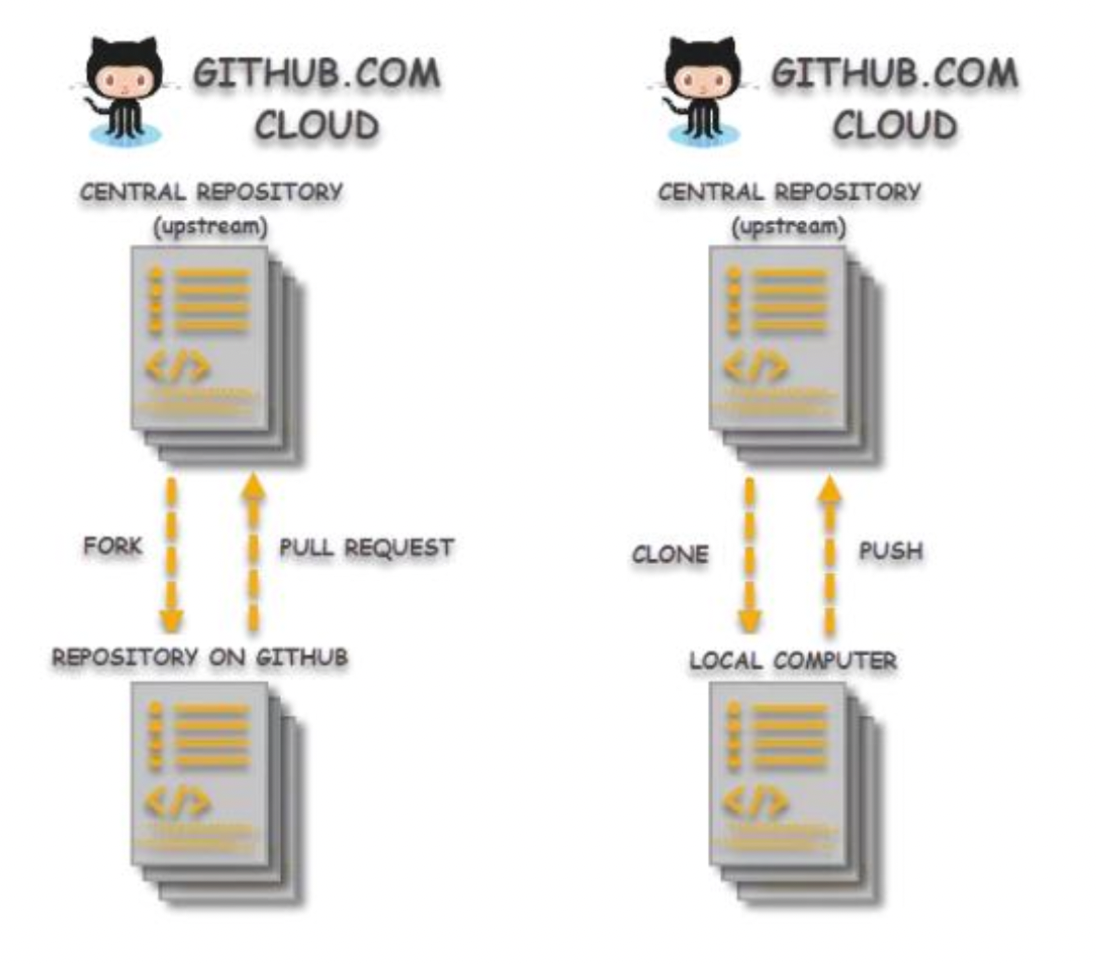 GITHUB.COM
CLOUD
CENTRAL REPOSITORY
(upstream)
FORK
PULL REQUEST
REPOSITORY ON GITHUB
GITHUB.COM
CLOUD
CENTRAL REPOSITORY
(upstream)
CLONE
PUSH
LOCAL COMPUTER